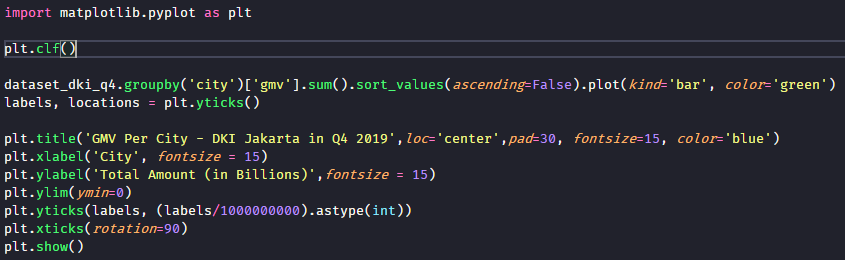 import matplotlib.pyplot as plt
plt.clf()
dataset_dki_q4.groupby('city')['gmv'].sum().sort_values(ascending=False).plot(kind='bar', color='green')
labels, locations = plt.yticks()
plt.title('GMV Per City - DKI Jakarta in Q4 2019',loc='center',pad=30, fontsize=15, color='blue')
plt.xlabel('City', fontsize = 15)
plt.ylabel('Total Amount (in Billions)',fontsize = 15)
plt.ylim(ymin=0)
plt.yticks(labels, (labels/1000000000).astype(int))
plt.xticks(rotation=90)
plt.show()